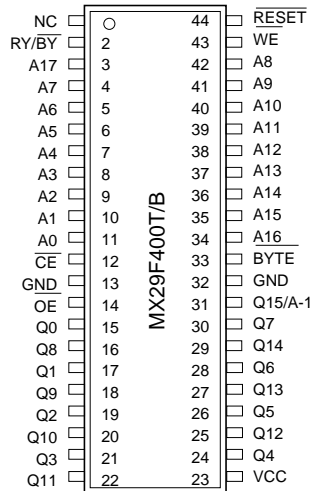 NC 44 RESET
RY/BY 2 43 WE
A17 3 42 A8
A7 4 41 A9
A6 5 40 A10
A5 6 39 A11
A4 7 38 A12
A3 8 37 A13
A2 9 36 A14
A1 10 35 A15
A0 11 34 A16
CE 12 33 BYTE
GND 13 32 GND
OE 14 31 Q15/A-1
Q0 15 30 Q7
Q8 16 29 Q14
Q1 17 28 Q6
Q9 18 27 Q13
Q2 19 26 Q5
Q10 20 25 Q12
Q3 21 24 Q4
Q11 22 23 VCC
MX29F400T/B